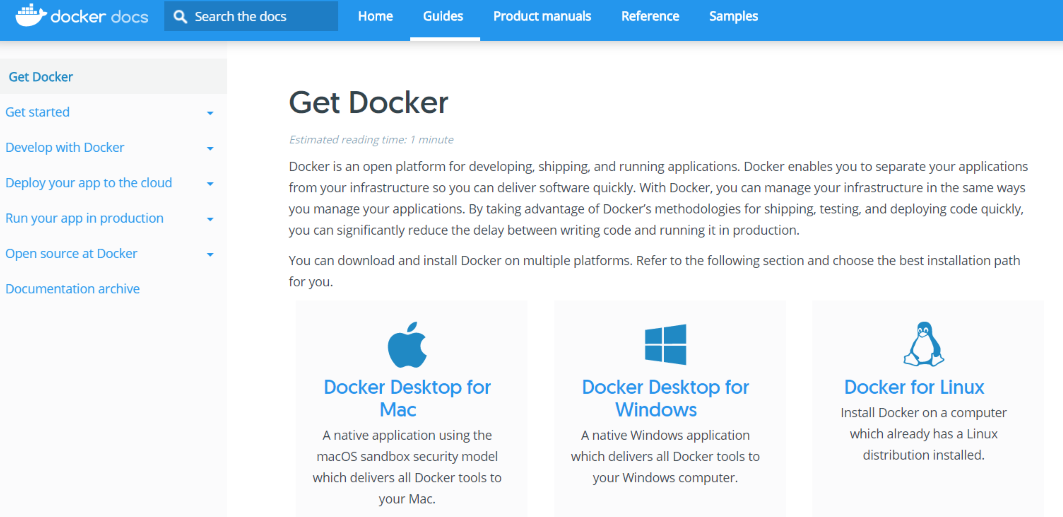 docker docs
Search the docs
Home
Guides
Product manuals
Reference
Samples
Get Docker
Get started
Develop with Docker
Deploy your app to the cloud
Run your app in production
Open source at Docker
Documentation archive
Get Docker
Estimated reading time: 1 minute
Docker is an open platform for developing, shipping, and running applications. Docker enables you to separate your applications
from your infrastructure so you can deliver software quickly. With Docker, you can manage your infrastructure in the same ways
you manage your applications. By taking advantage of Docker’s methodologies for shipping, testing, and deploying code quickly,
you can significantly reduce the delay between writing code and running it in production.
You can download and install Docker on multiple platforms. Refer to the following section and choose the best installation path
for you.
Docker Desktop for
Mac
A native application using the
macOS sandbox security model
which delivers all Docker tools to
your Mac.
Docker Desktop for
Windows
A native Windows application
which delivers all Docker tools to
your Windows computer.
Docker for Linux
Install Docker on a computer
which already has a Linux
distribution installed.